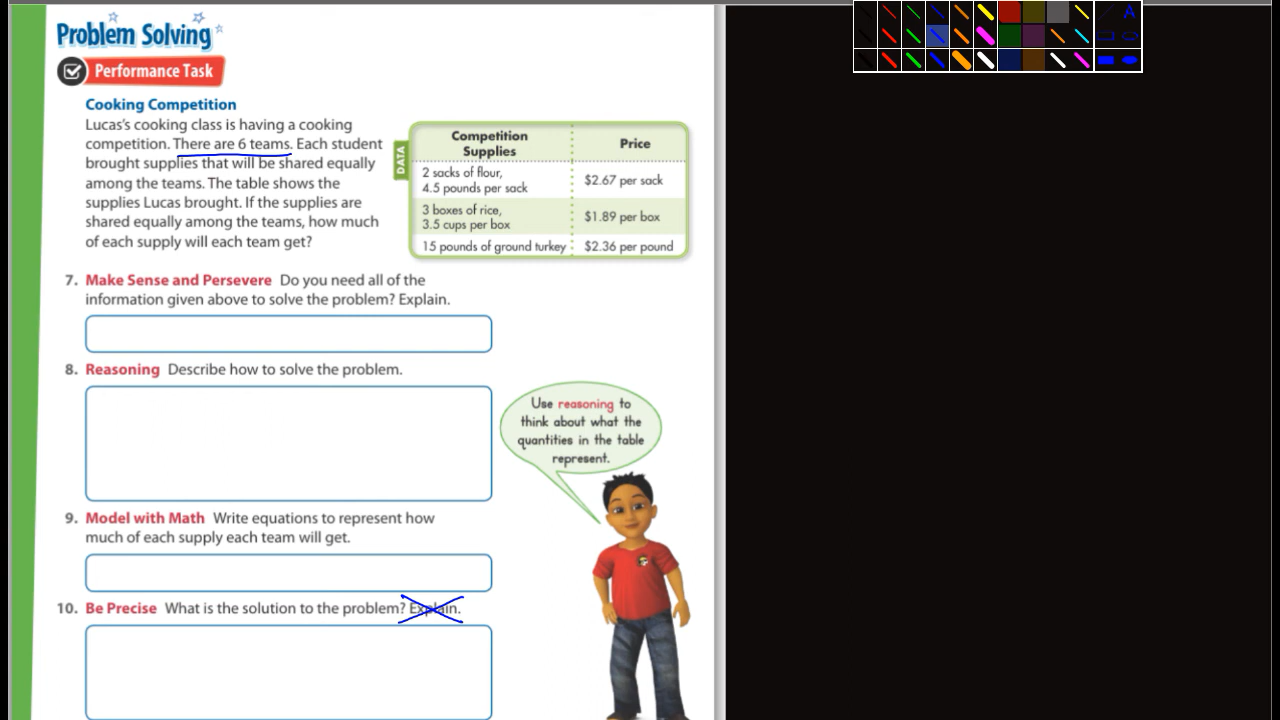 Problem Solving
Performance Task
Cooking Competition
Lucas's cooking class is having a cooking
competition. There are 6 teams. Each student
brought supplies that will be shared equally
among the teams. The table shows the
supplies Lucas brought. If the supplies are
shared equally among the teams, how much
of each supply will each team get?
DATA
Competition Supplies Price
2 sacks of flour, 4.5 pounds per sack $2.67 per sack
3 boxes of rice, 3.5 cups per box $1.89 per box
15 pounds of ground turkey $2.36 per pound
7. Make Sense and Persevere Do you need all of the
information given above to solve the problem? Explain.
8. Reasoning Describe how to solve the problem.
Use reasoning to
think about what the
quantities in the table
represent.
9. Model with Math Write equations to represent how
much of each supply each team will get.
10. Be Precise What is the solution to the problem? Explain.
A